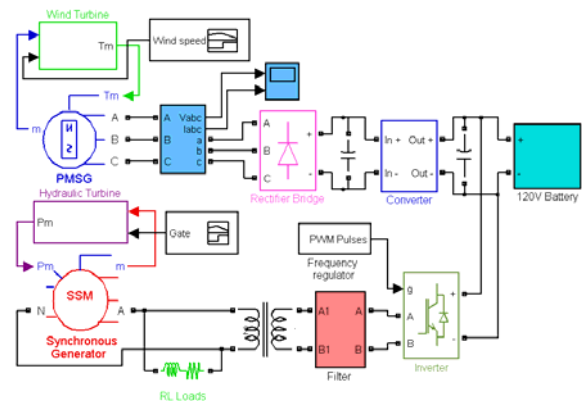 Wind Turbine
Tm
Wind speed
Tm
m
N
S
A
B
C
PMSG
A
B
C
Vabc
Iabc
a
b
c
A
B
C
+
-
Rectifier Bridge
In +
In -
Out +
Out -
Converter
+
-
120V Battery
Hydraulic Turbine
Pm
Gate
Pm
m
SSM
N
A
Synchronous
Generator
RL Loads
A1
B1
A
B
Filter
PWM Pulses
Frequency
regulator
g
A
B
+
-
Inverter